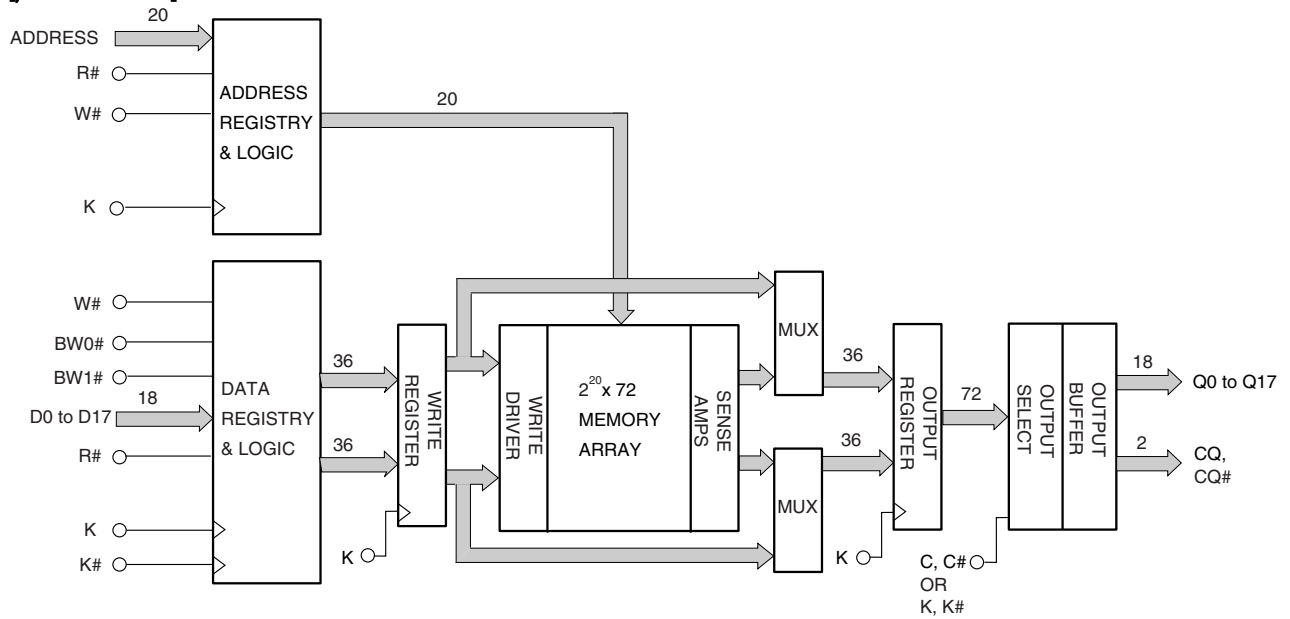 20
ADDRESS
R#
W#
K
ADDRESS
REGISTRY
& LOGIC
20
W#
BW0#
BW1#
18
D0 to D17
R#
K
K#
DATA
REGISTRY
& LOGIC
36
36
WRITE
REGISTER
K
WRITE
DRIVER
2²⁰x 72
MEMORY
ARRAY
SENSE
AMPS
MUX
MUX
36
36
OUTPUT
REGISTER
K
72
OUTPUT
SELECT
OUTPUT
BUFFER
C, C#
OR
K, K#
18
Q0 to Q17
2
CQ,
CQ#